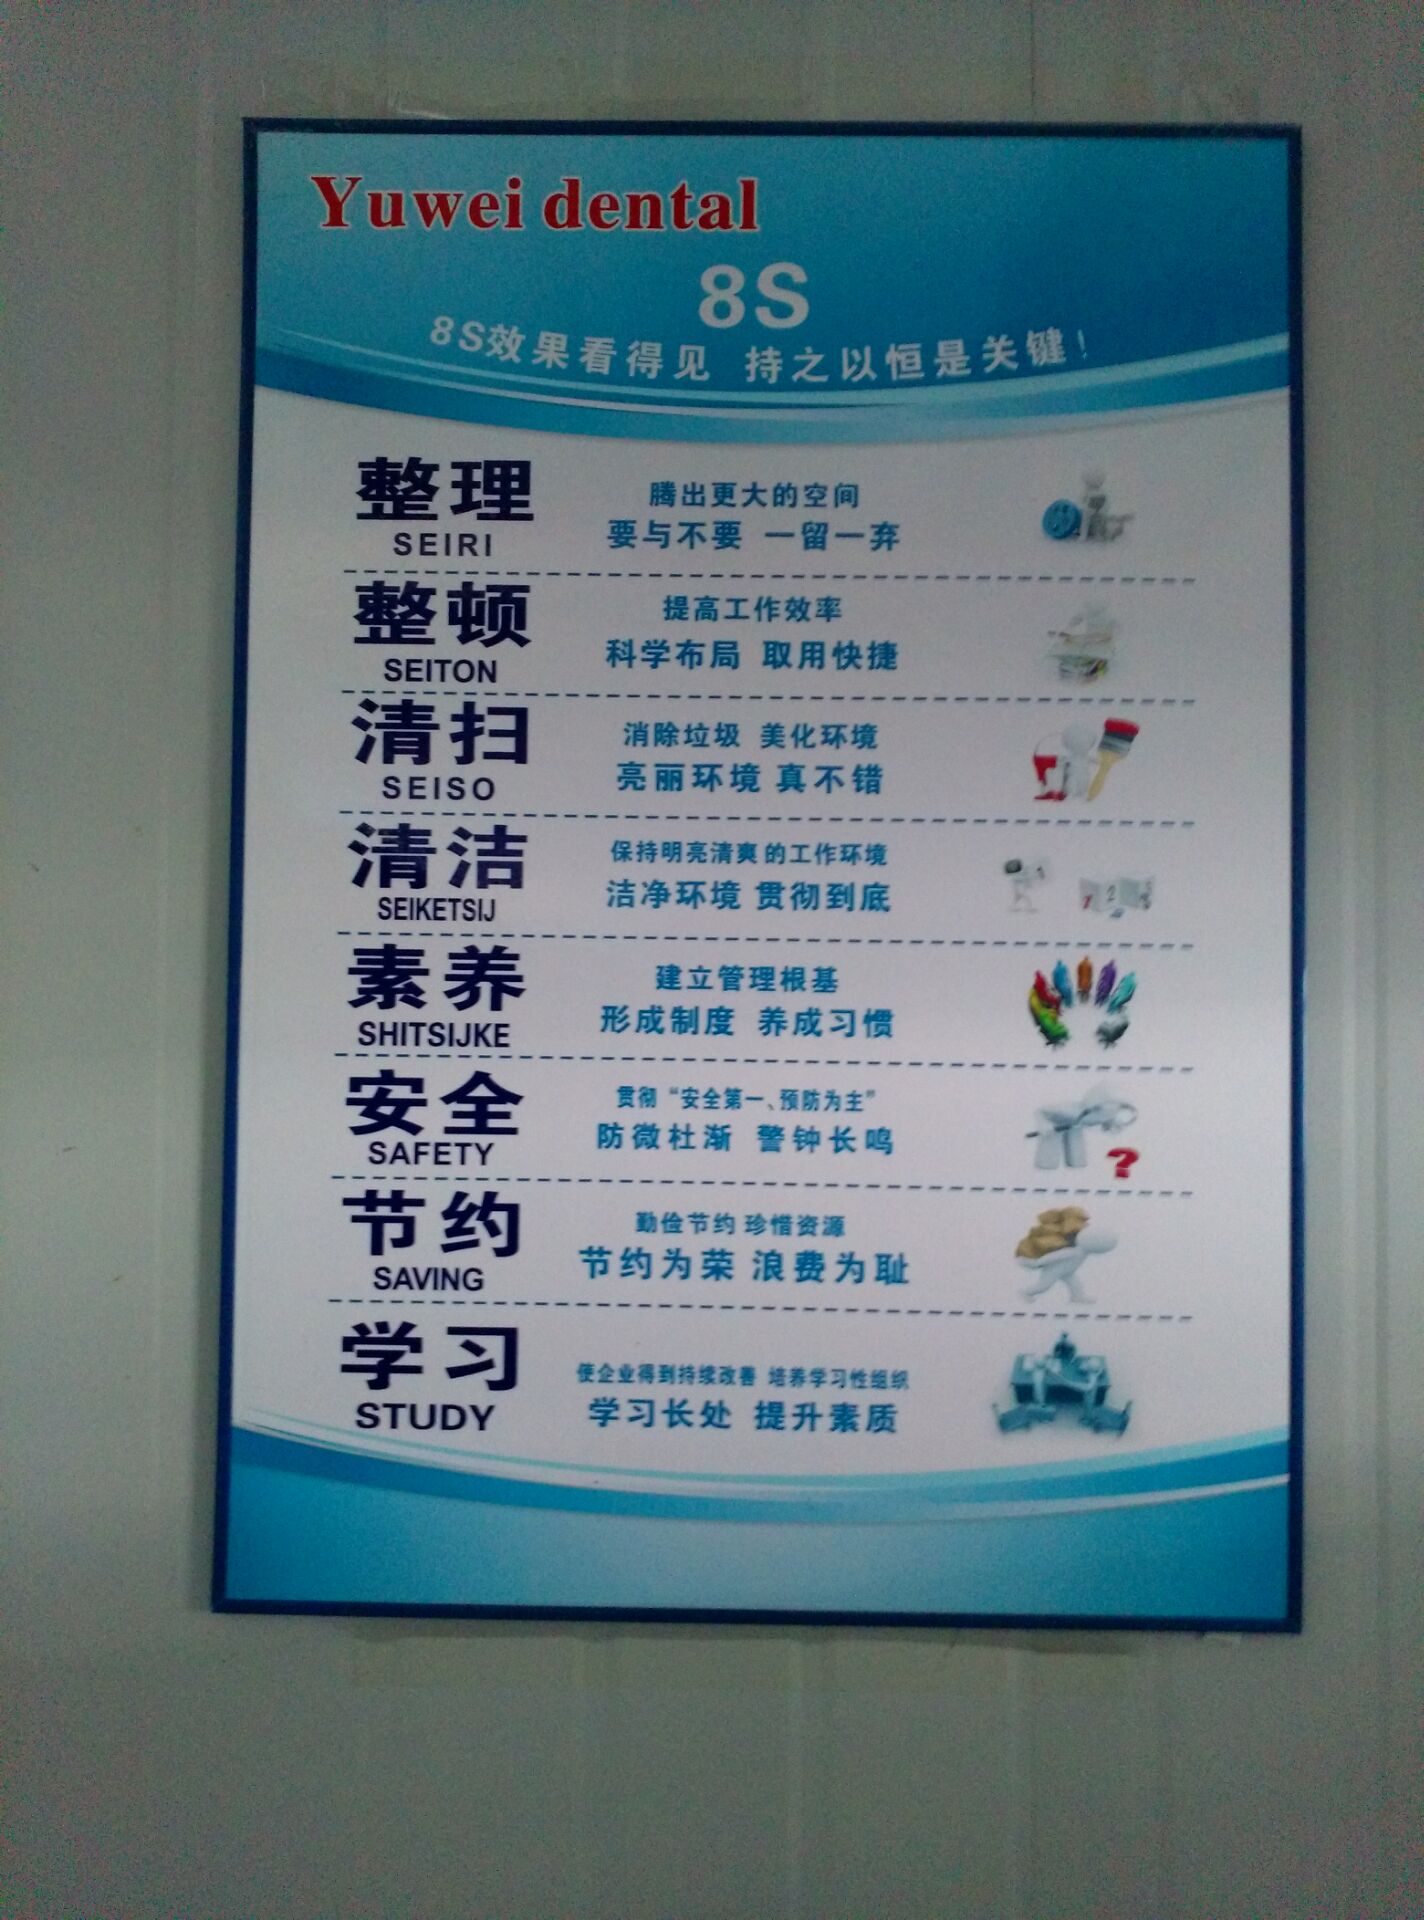 Yuwei dental
8S
8S效果看得见 持之以恒是关键！
整理
SEIRI
腾出更大的空间
要与不要 一留一弃
整顿
SEITON
提高工作效率
科学布局 取用快捷
清扫
SEISO
消除垃圾 美化环境
亮丽环境 真不错
清洁
SEIKETSIJ
保持明亮清爽的工作环境
洁净环境 贯彻到底
素养
SHITSIJKE
建立管理根基
形成制度 养成习惯
安全
SAFETY
贯彻“安全第一、预防为主”
防微杜渐 警钟长鸣
?
节约
SAVING
勤俭节约 珍惜资源
节约为荣 浪费为耻
学习
STUDY
使企业得到持续改善 培养学习性组织
学习长处 提升素质